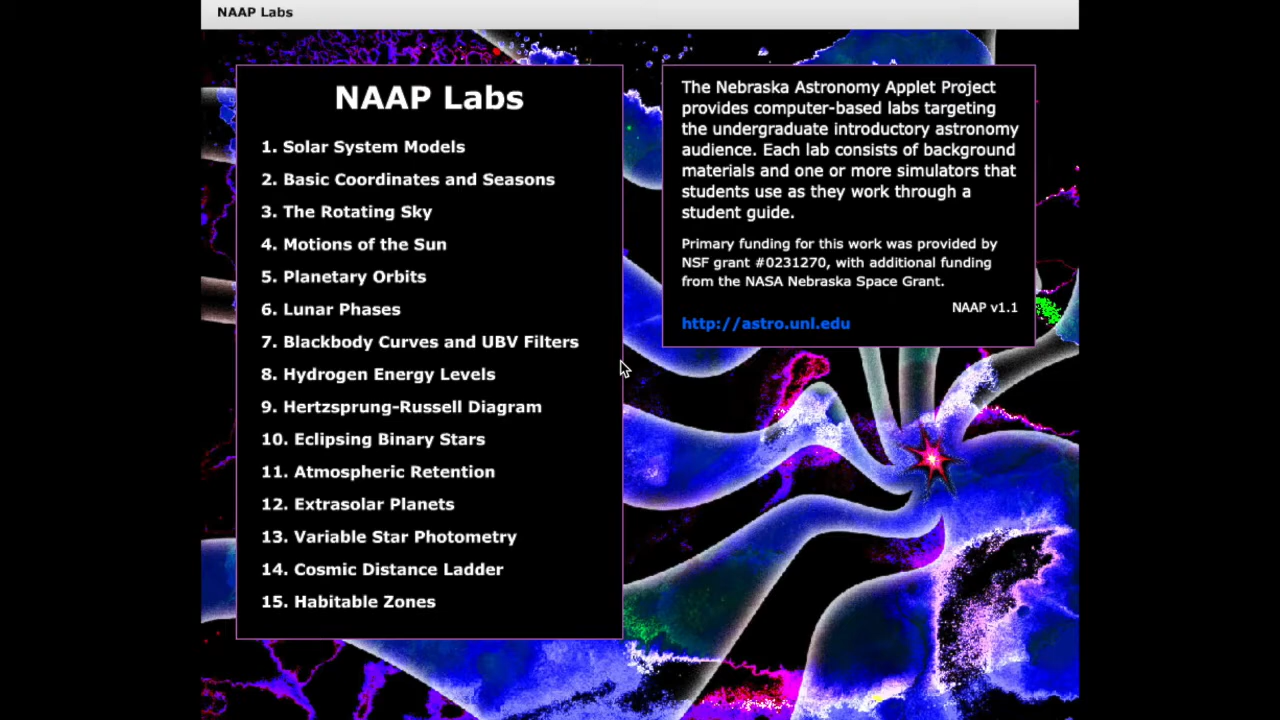 NAAP Labs
NAAP Labs
1. Solar System Models
2. Basic Coordinates and Seasons
3. The Rotating Sky
4. Motions of the Sun
5. Planetary Orbits
6. Lunar Phases
7. Blackbody Curves and UBV Filters
8. Hydrogen Energy Levels
9. Hertzsprung-Russell Diagram
10. Eclipsing Binary Stars
11. Atmospheric Retention
12. Extrasolar Planets
13. Variable Star Photometry
14. Cosmic Distance Ladder
15. Habitable Zones
The Nebraska Astronomy Applet Project
provides computer-based labs targeting
the undergraduate introductory astronomy
audience. Each lab consists of background
materials and one or more simulators that
students use as they work through a
student guide.
Primary funding for this work was provided by
NSF grant #0231270, with additional funding
from the NASA Nebraska Space Grant.
NAAP v1.1
http://astro.unl.edu